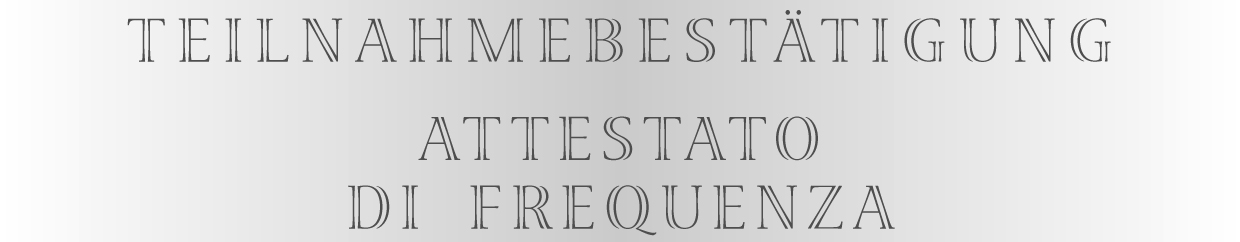 TEILNAHMEBESTÄTIGUNG
ATTESTATO
DI FREQUENZA